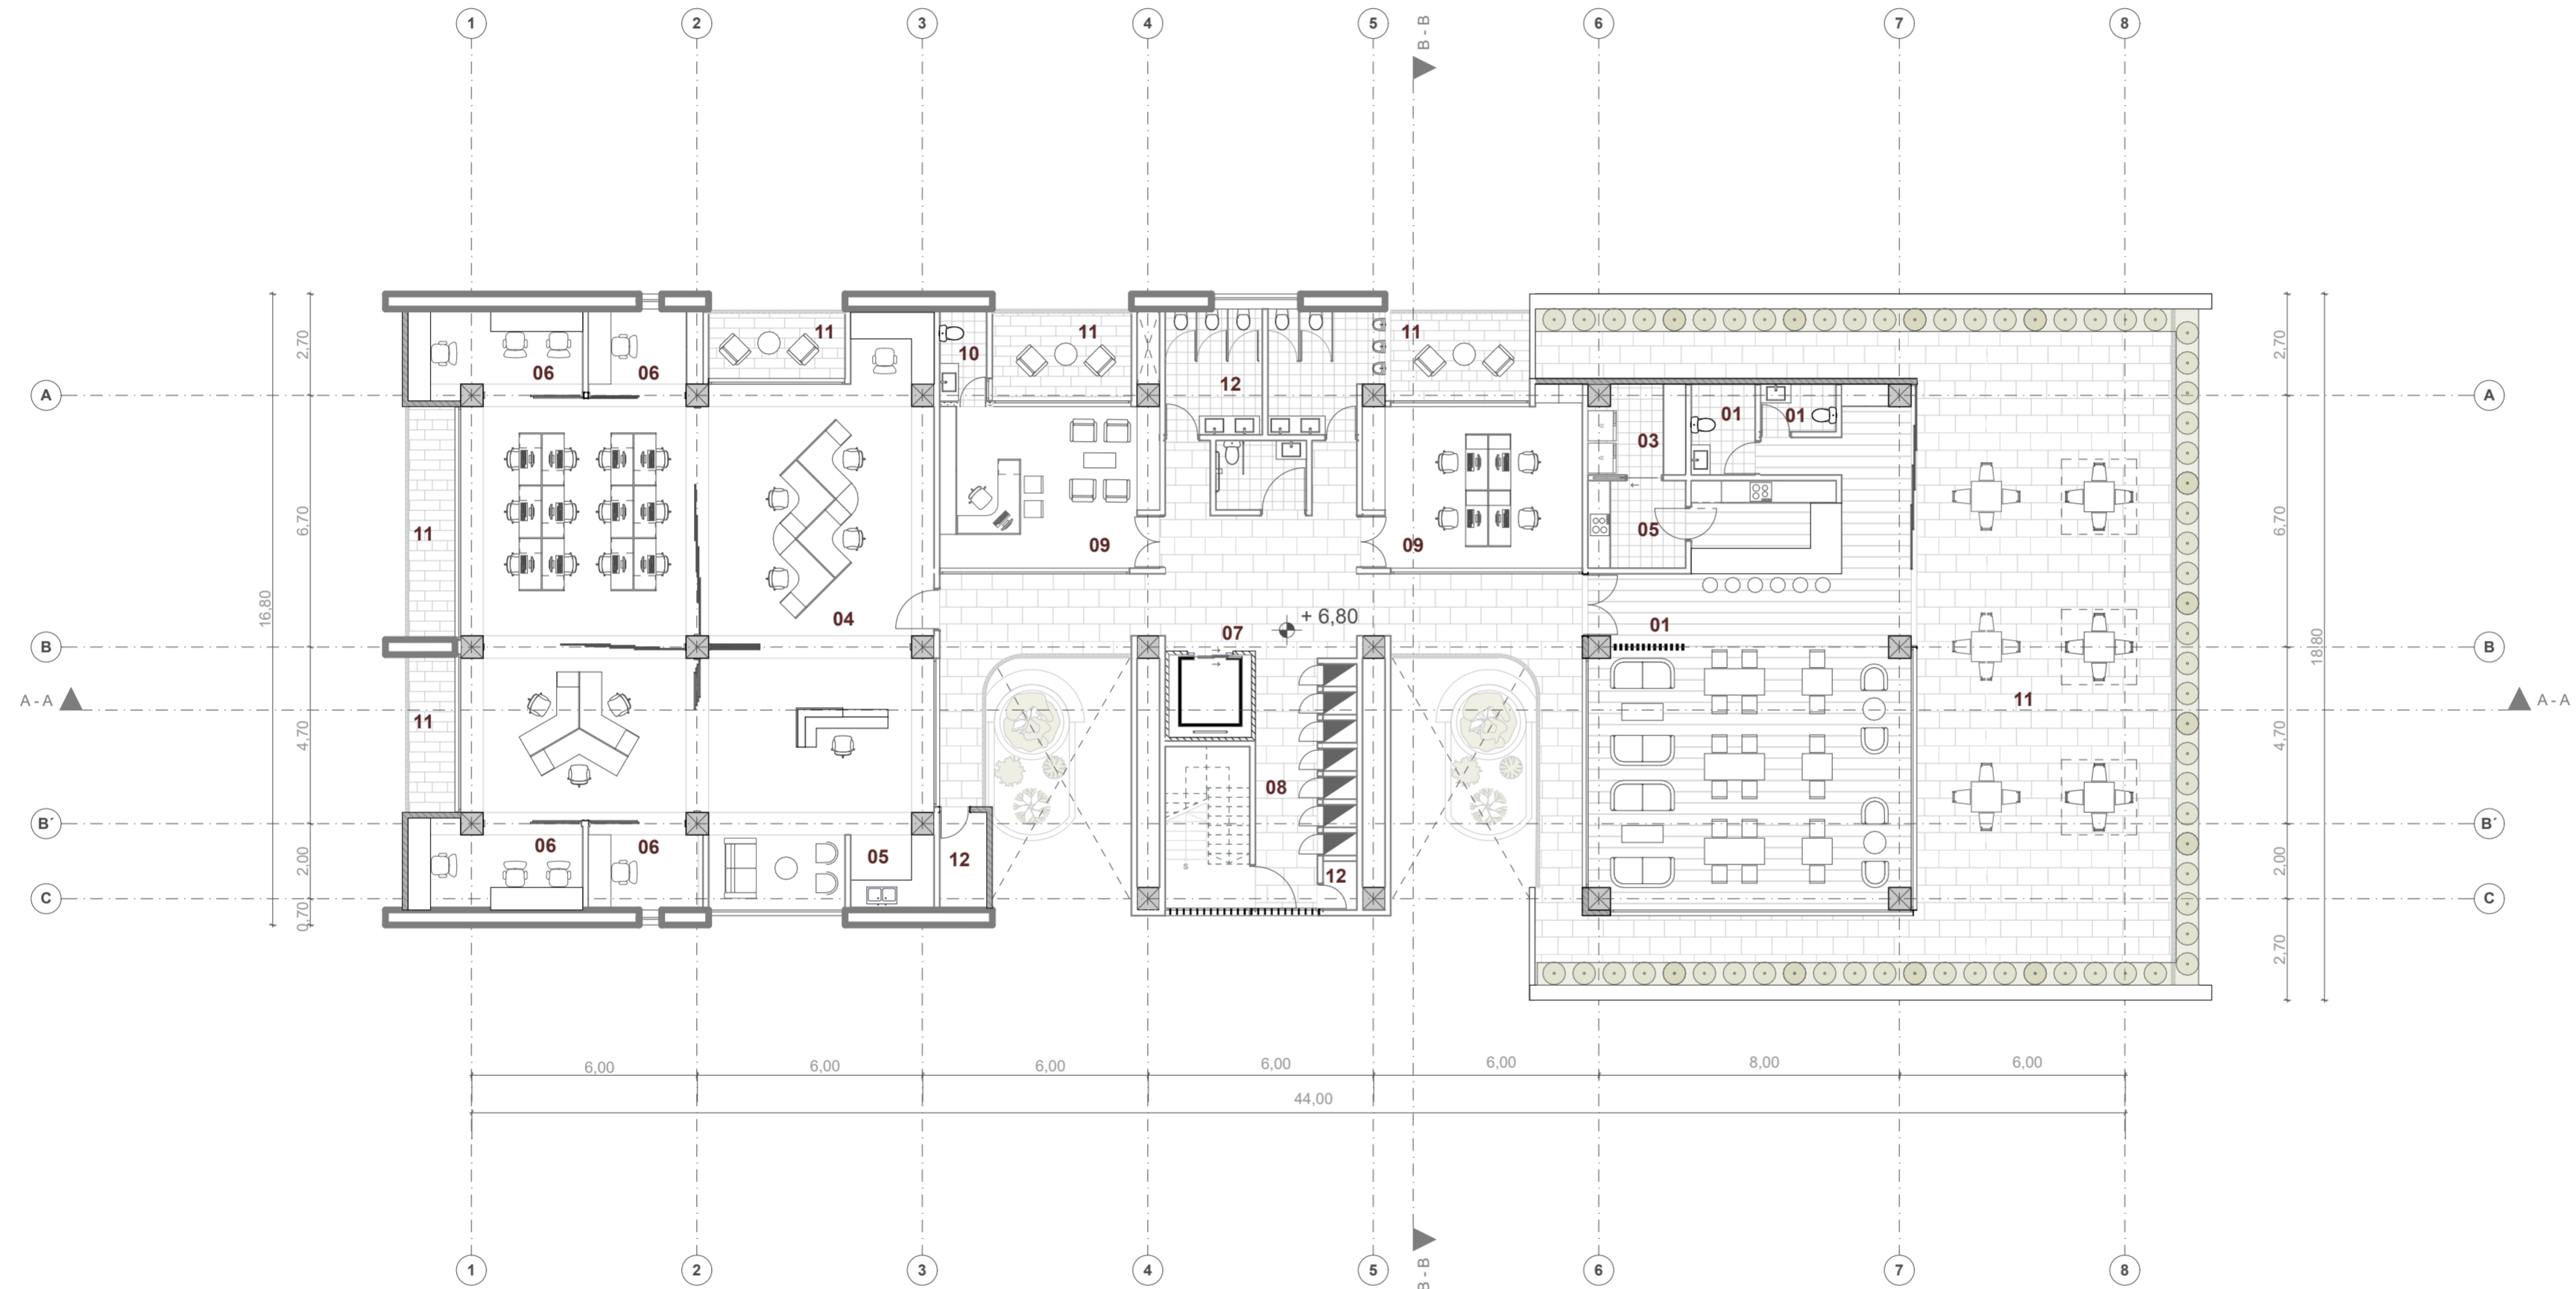 1 2 3 4 5 6 7 8
B - B
2,70 2,70
11 11 11
10
06 06 12
A A
01 01
03
6,70 6,70
11 05
09 09
16,80
04 + 6,80 01
07
B B
18,80
A - A 11 11 A - A
4,70 4,70
08
B´ B´
06 06 05 12
2,00 2,00
12
S
C C
0,70
2,70
6,00 6,00 6,00 6,00 6,00 8,00 6,00
44,00
B - B
1 2 3 4 5 6 7 8